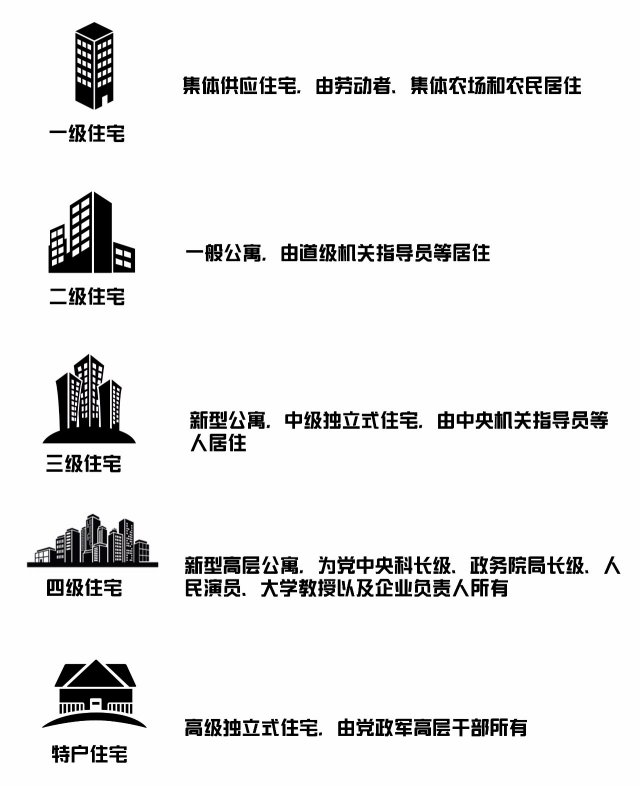 集体供应住宅，由劳动者、集体农场和农民居住
一级住宅
一般公寓，由道级机关指导员等居住
二级住宅
新型公寓，中级独立式住宅，由中央机关指导员等
人居住
三级住宅
新型高层公寓，为党中央科长级、政务院局长级、人
民演员、大学教授以及企业负责人所有
四级住宅
高级独立式住宅，由党政军高层干部所有
特户住宅